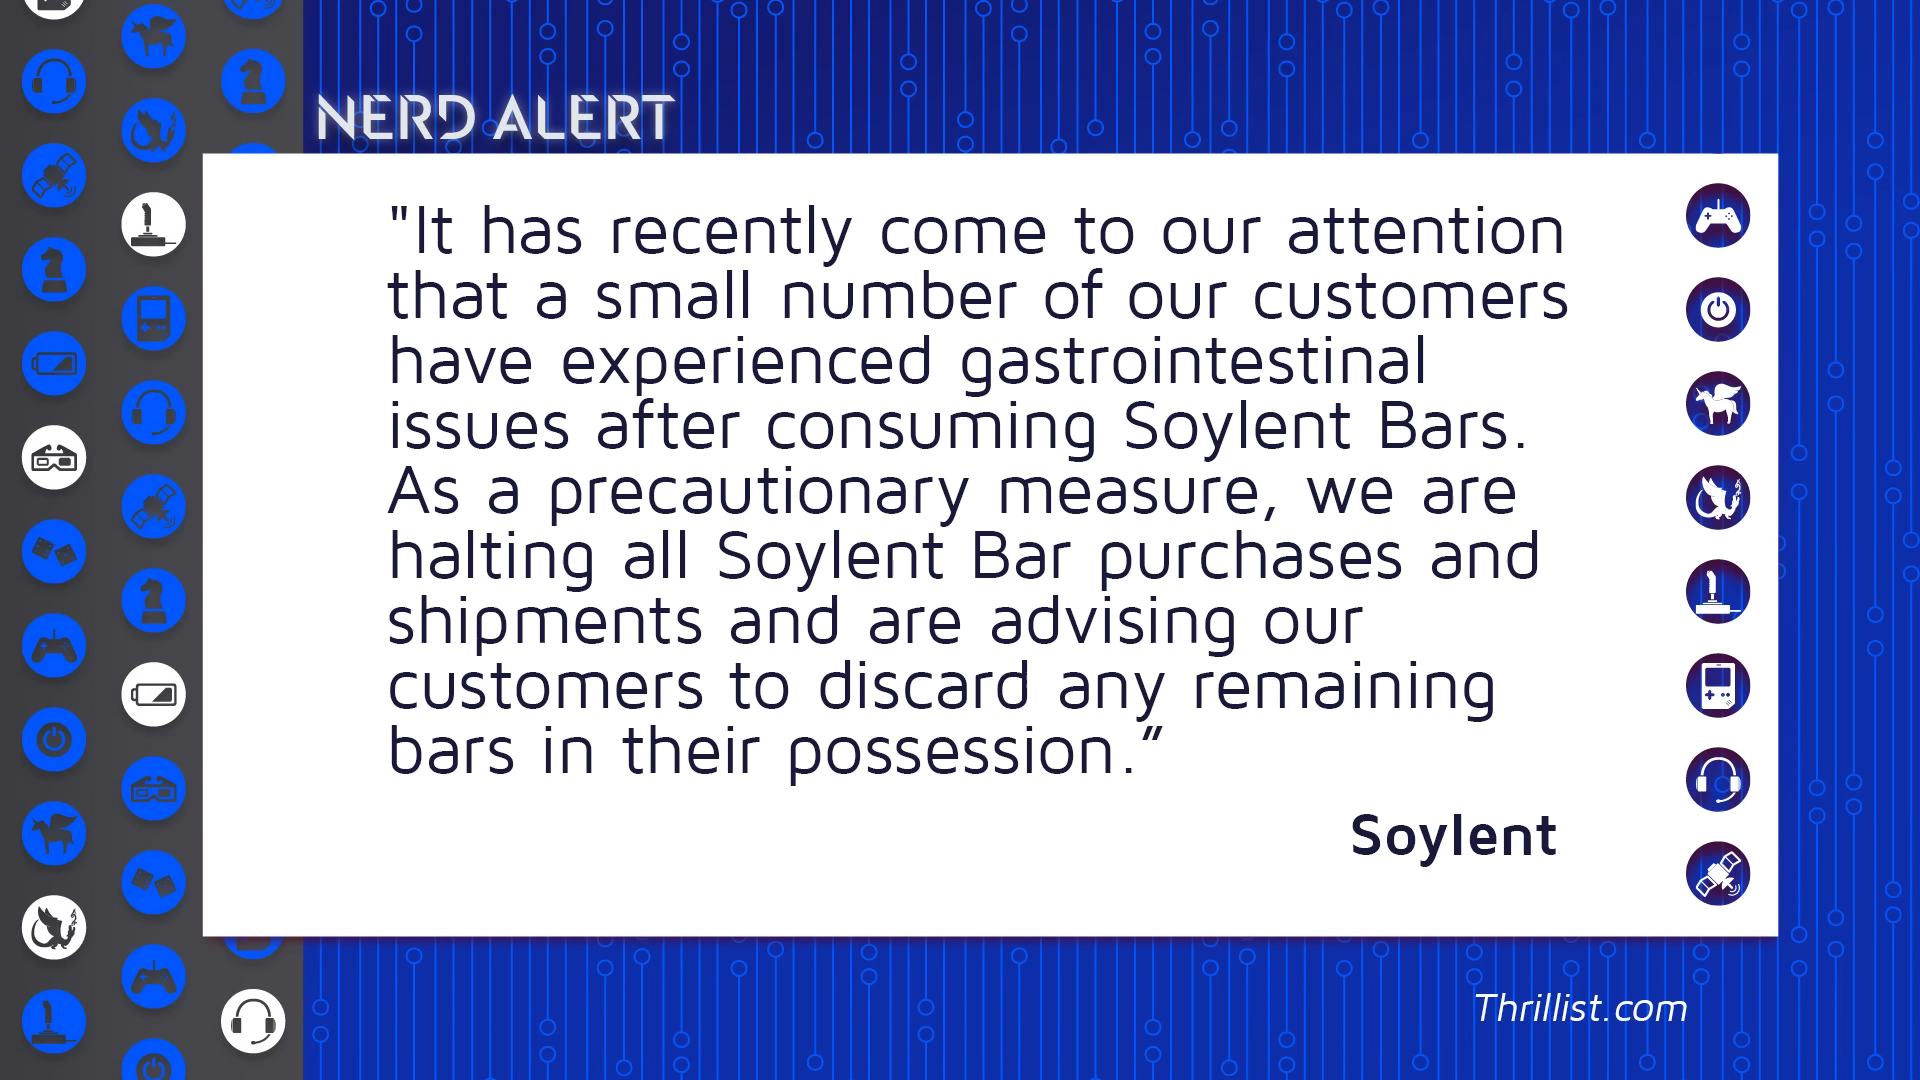 NERD ALERT
"It has recently come to our attention
that a small number of our customers
have experienced gastrointestinal
issues after consuming Soylent Bars.
As a precautionary measure, we are
halting all Soylent Bar purchases and
shipments and are advising our
customers to discard any remaining
bars in their possession.”
Soylent
Thrillist.com